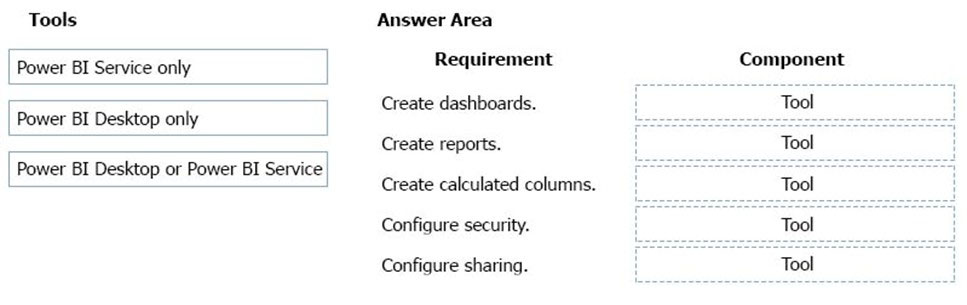 Tools
Answer Area
Requirement
Component
Power BI Service only
Power BI Desktop only
Power BI Desktop or Power BI Service
Create dashboards.
Tool
Create reports.
Tool
Create calculated columns.
Tool
Configure security.
Tool
Configure sharing.
Tool